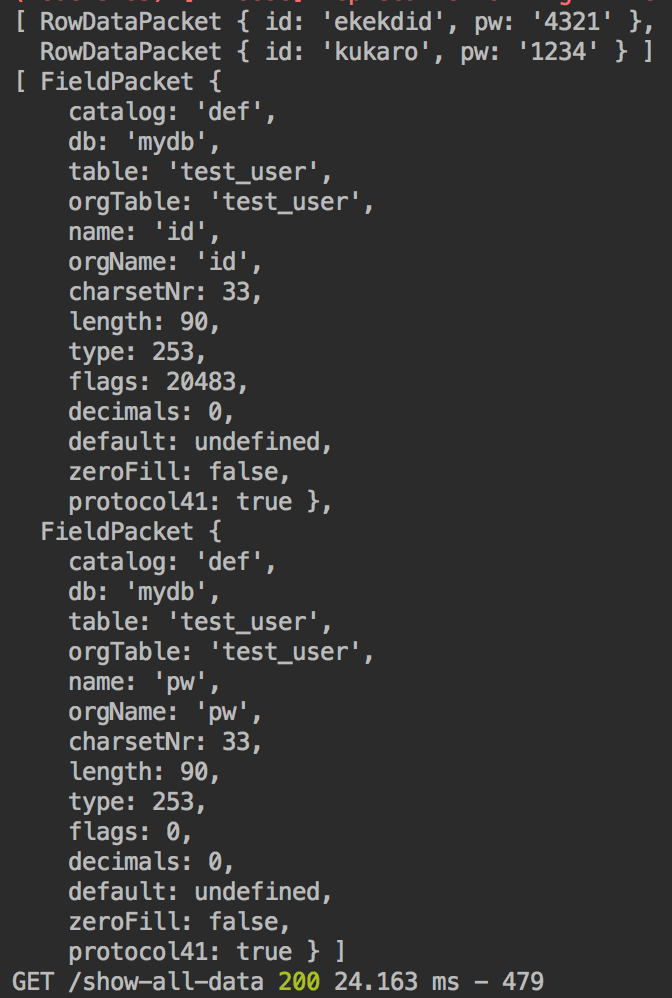 [ RowDataPacket { id: 'ekekdid', pw: '4321' },
RowDataPacket { id: 'kukaro', pw: '1234' } ]
[ FieldPacket {
catalog: 'def',
db: 'mydb',
table: 'test_user',
orgTable: 'test_user',
name: 'id',
orgName: 'id',
charsetNr: 33,
length: 90,
type: 253,
flags: 20483,
decimals: 0,
default: undefined,
zeroFill: false,
protocol41: true },
FieldPacket {
catalog: 'def',
db: 'mydb',
table: 'test_user',
orgTable: 'test_user',
name: 'pw',
orgName: 'pw',
charsetNr: 33,
length: 90,
type: 253,
flags: 0,
decimals: 0,
default: undefined,
zeroFill: false,
protocol41: true } ]
GET /show-all-data 200 24.163 ms - 479